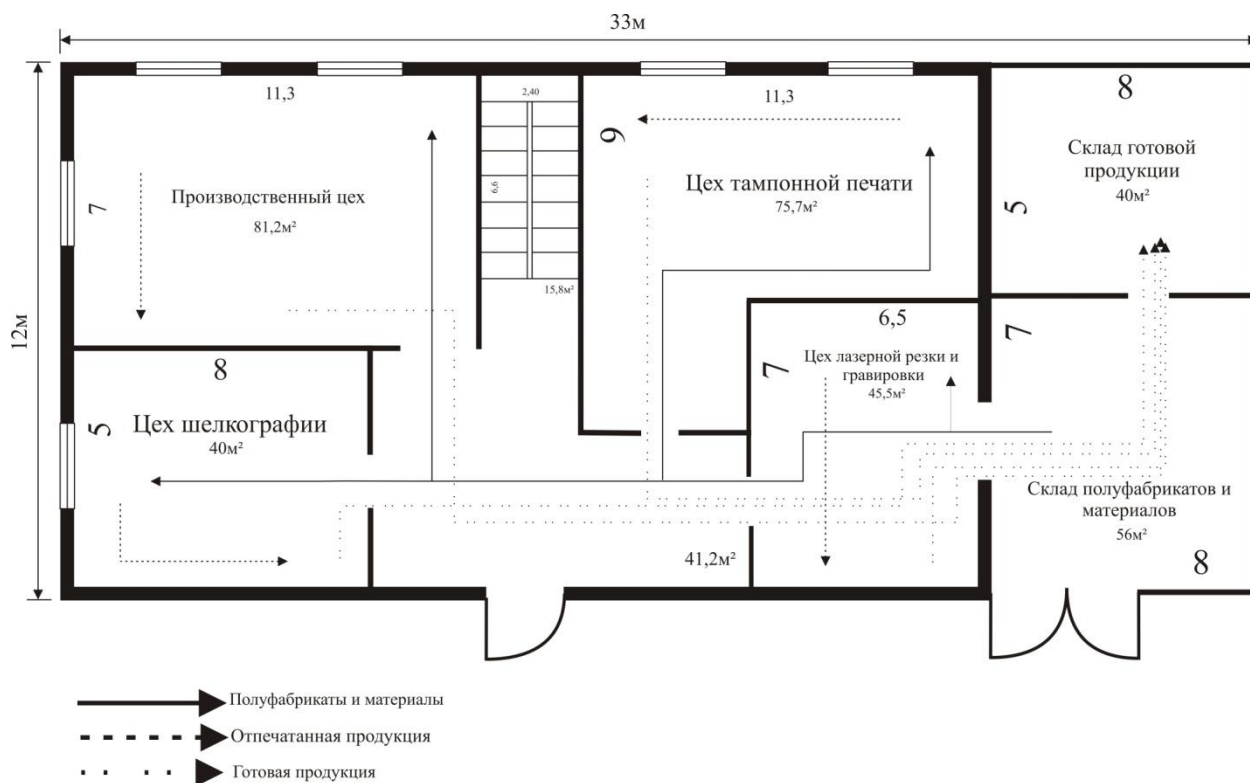 33м
12м
11,3
7
Производственный цех
81,2м²
2,40
6,6
15,8м²
11,3
9
Цех тампонной печати
75,7м²
8
Склад готовой
продукции
40м²
5
8
5
Цех шелкографии
40м²
6,5
7
Цех лазерной резки и
гравировки
45,5м²
7
Склад полуфабрикатов и
материалов
56м²
8
41,2м²
Полуфабрикаты и материалы
Отпечатанная продукция
Готовая продукция